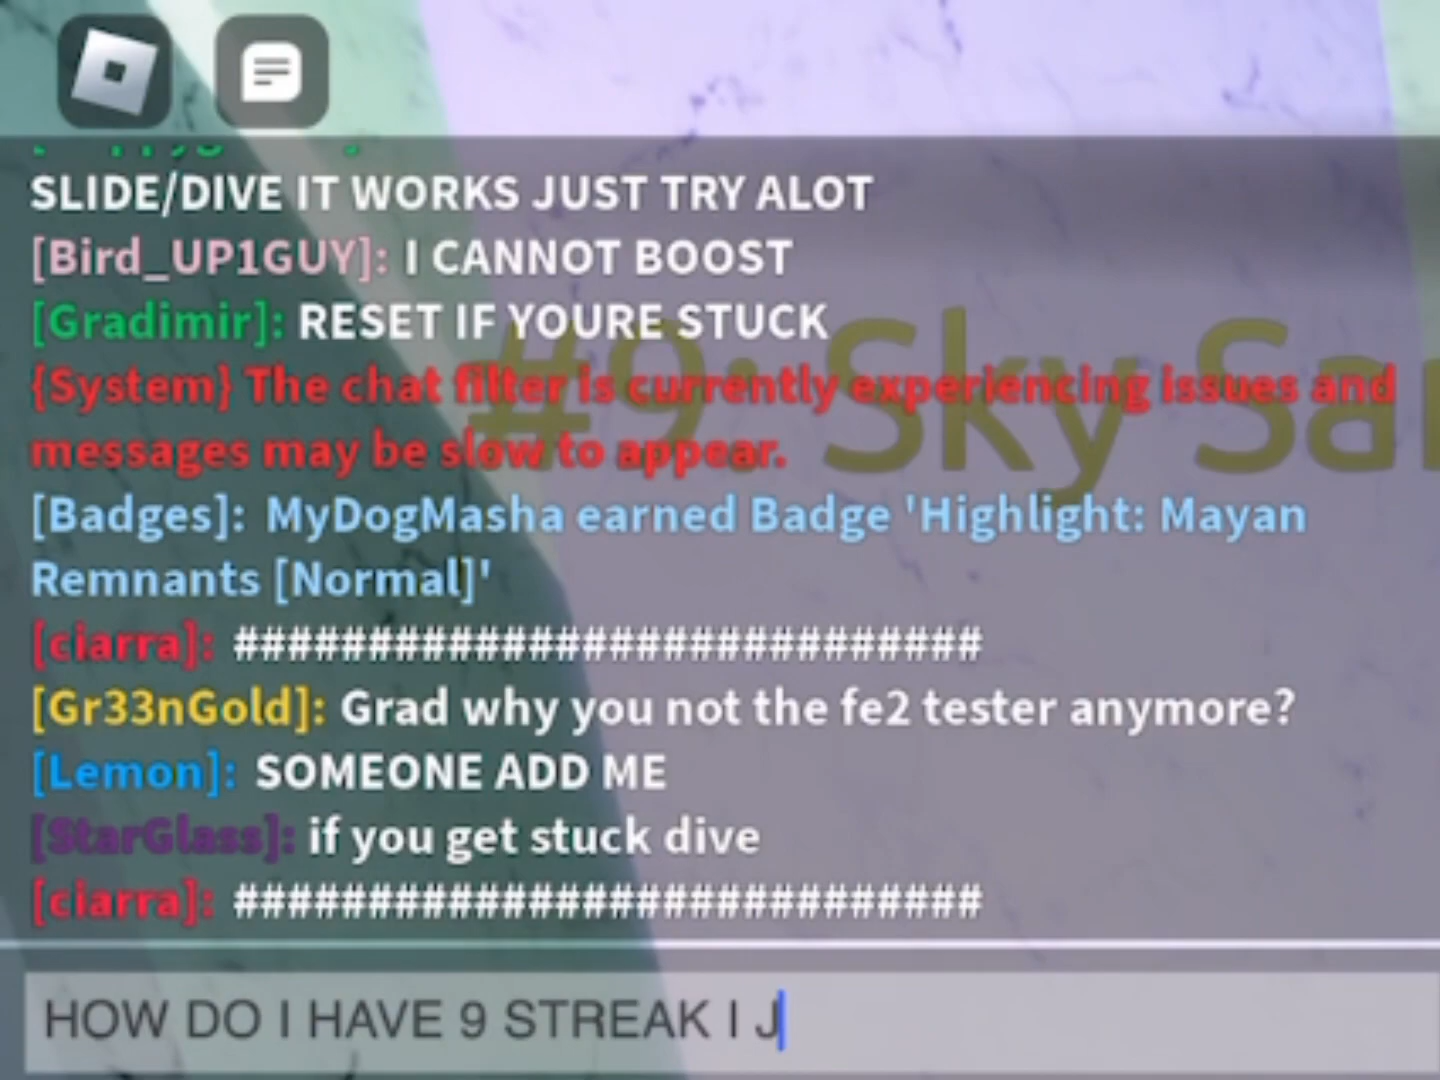 SLIDE/DIVE IT WORKS JUST TRY ALOT
[Bird_UP1GUY]: I CANNOT BOOST
[Gradimir]: RESET IF YOURE STUCK
{System} The chat filter is currently experiencing issues and
messages may be slow to appear.
#9: Sky Sa
[Badges]: MyDogMasha earned Badge 'Highlight: Mayan
Remnants [Normal]'
[ciarra]: ############################
[Gr33nGold]: Grad why you not the fe2 tester anymore?
[Lemon]: SOMEONE ADD ME
[StarGlass]: if you get stuck dive
[ciarra]: ############################
HOW DO I HAVE 9 STREAK I J